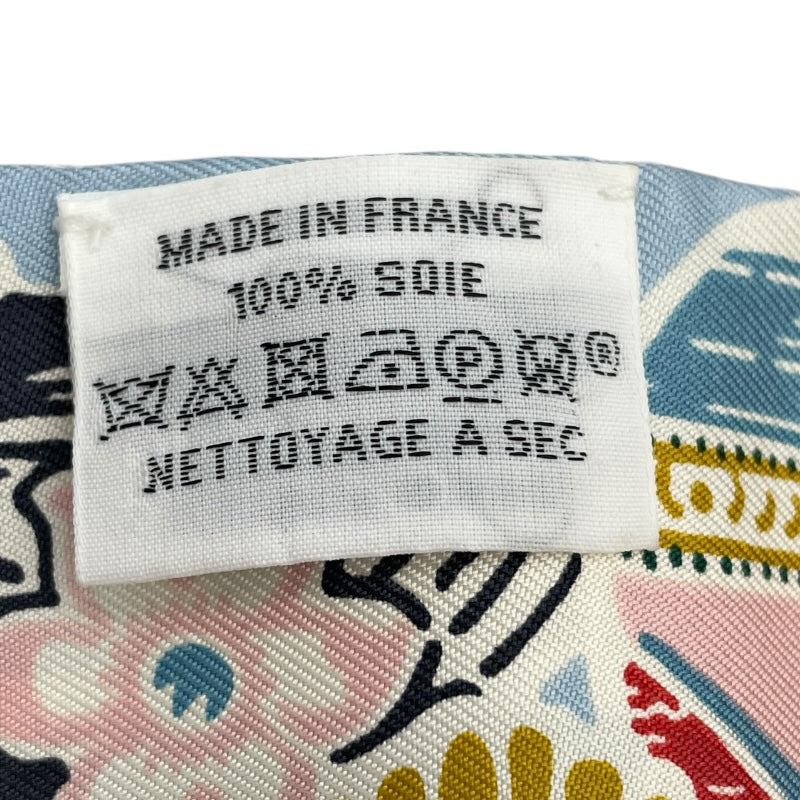 MADE IN FRANCE
100% SOIE
P ®
NETTOYAGE A SEC